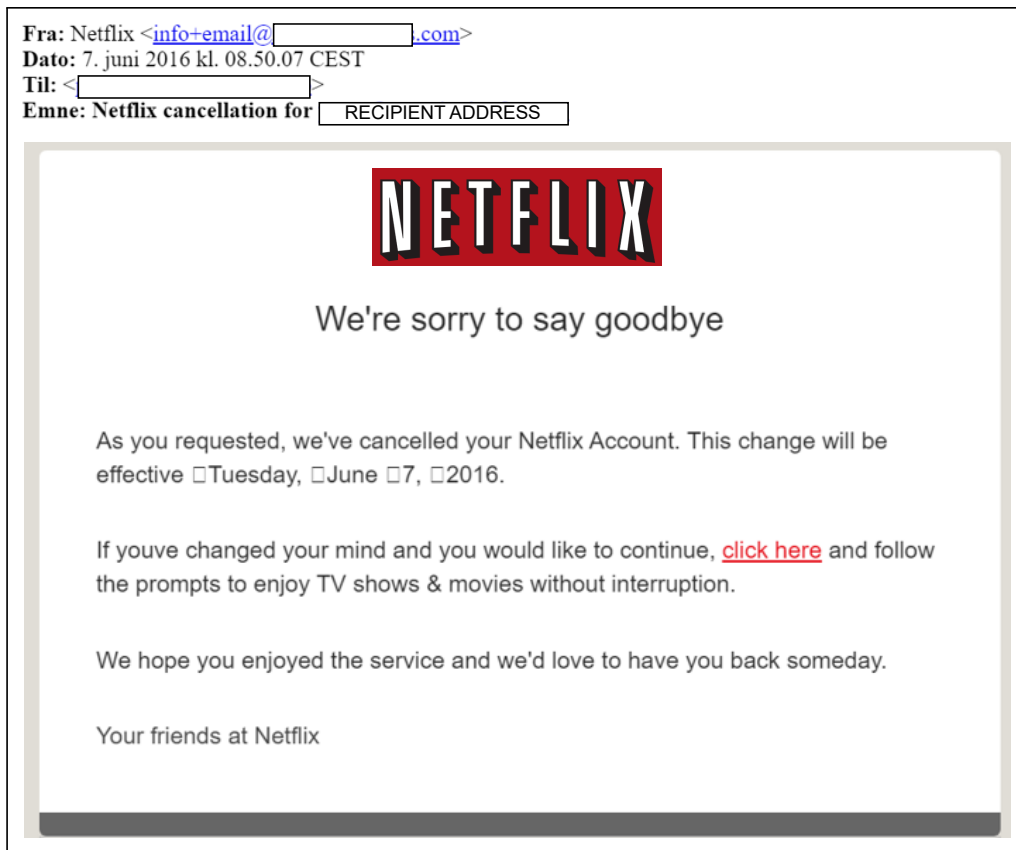 Fra: Netflix <info+email@ s.com>
Dato: 7. juni 2016 kl. 08.50.07 CEST
Til: < >
Emne: Netflix cancellation for RECIPIENT ADDRESS
NETFLIX
We're sorry to say goodbye
As you requested, we've cancelled your Netflix Account. This change will be
effective □Tuesday, □June □7, □2016.
If youve changed your mind and you would like to continue, click here and follow
the prompts to enjoy TV shows & movies without interruption.
We hope you enjoyed the service and we'd love to have you back someday.
Your friends at Netflix